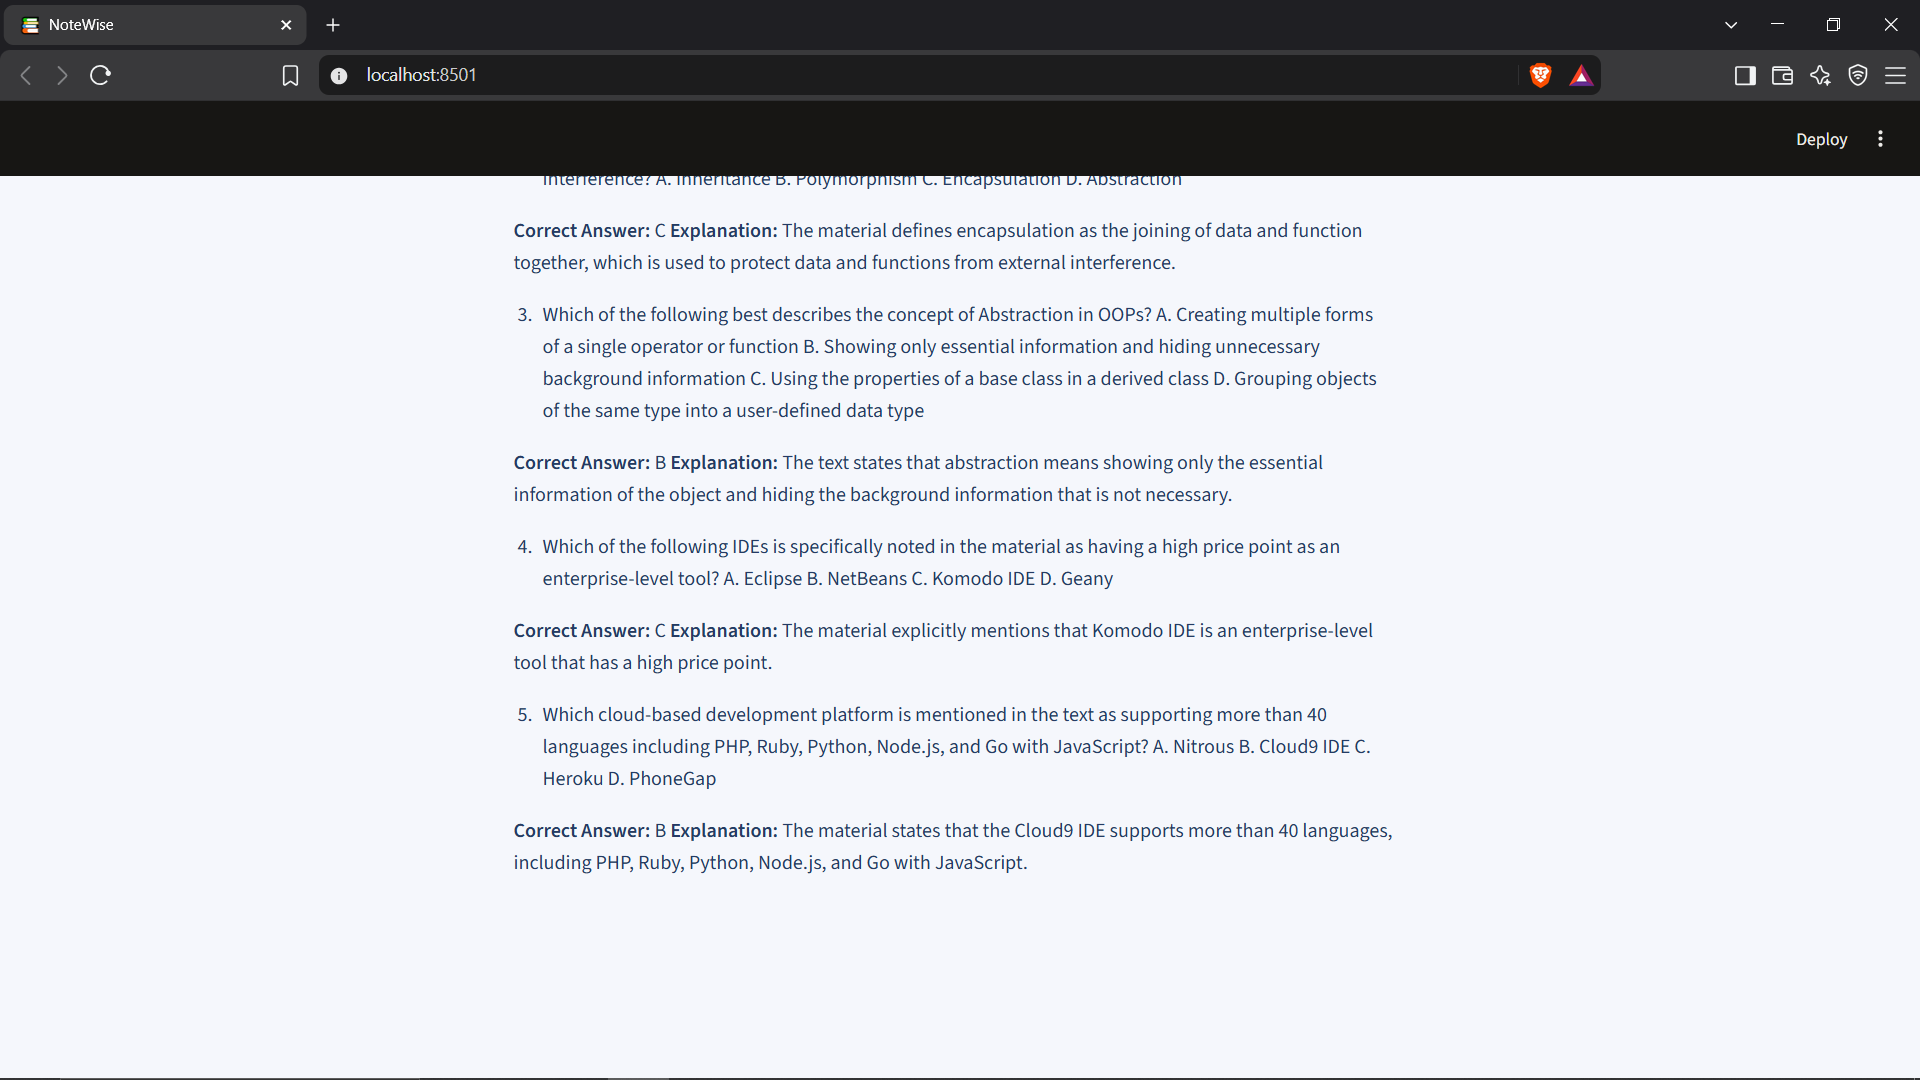 NoteWise
localhost:8501
Deploy
interference? A. Inheritance B. Polymorphism C. Encapsulation D. Abstraction
Correct Answer: C Explanation: The material defines encapsulation as the joining of data and function
together, which is used to protect data and functions from external interference.
3. Which of the following best describes the concept of Abstraction in OOPs? A. Creating multiple forms
of a single operator or function B. Showing only essential information and hiding unnecessary
background information C. Using the properties of a base class in a derived class D. Grouping objects
of the same type into a user-defined data type
Correct Answer: B Explanation: The text states that abstraction means showing only the essential
information of the object and hiding the background information that is not necessary.
4. Which of the following IDEs is specifically noted in the material as having a high price point as an
enterprise-level tool? A. Eclipse B. NetBeans C. Komodo IDE D. Geany
Correct Answer: C Explanation: The material explicitly mentions that Komodo IDE is an enterprise-level
tool that has a high price point.
5. Which cloud-based development platform is mentioned in the text as supporting more than 40
languages including PHP, Ruby, Python, Node.js, and Go with JavaScript? A. Nitrous B. Cloud9 IDE C.
Heroku D. PhoneGap
Correct Answer: B Explanation: The material states that the Cloud9 IDE supports more than 40 languages,
including PHP, Ruby, Python, Node.js, and Go with JavaScript.